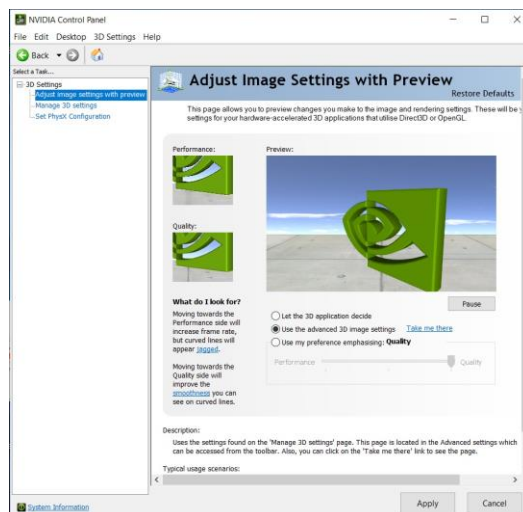 NVIDIA Control Panel
File Edit Desktop 3D Settings Help
Back
Select a Task...
3D Settings
Adjust image settings with preview
Manage 3D settings
Set PhysX Configuration
Adjust Image Settings with Preview
Restore Defaults
This page allows you to preview changes you make to the image and rendering settings. These will be
settings for your hardware-accelerated 3D applications that utilise Direct3D or OpenGL.
Performance:
Quality:
What do I look for?
Moving towards the
Performance side will
increase frame rate,
but curved lines will
appear jagged.
Moving towards the
Quality side will
improve the
smoothness you can
see on curved lines.
Preview:
Pause
Let the 3D application decide
Use the advanced 3D image settings Take me there
Use my preference emphasising: Quality
Performance Quality
Description:
Uses the settings found on the 'Manage 3D settings' page. This page is located in the Advanced settings which
can be accessed from the toolbar. Also, you can click on the 'Take me there' link to see the page.
Typical usage scenarios:
System Information
Apply Cancel